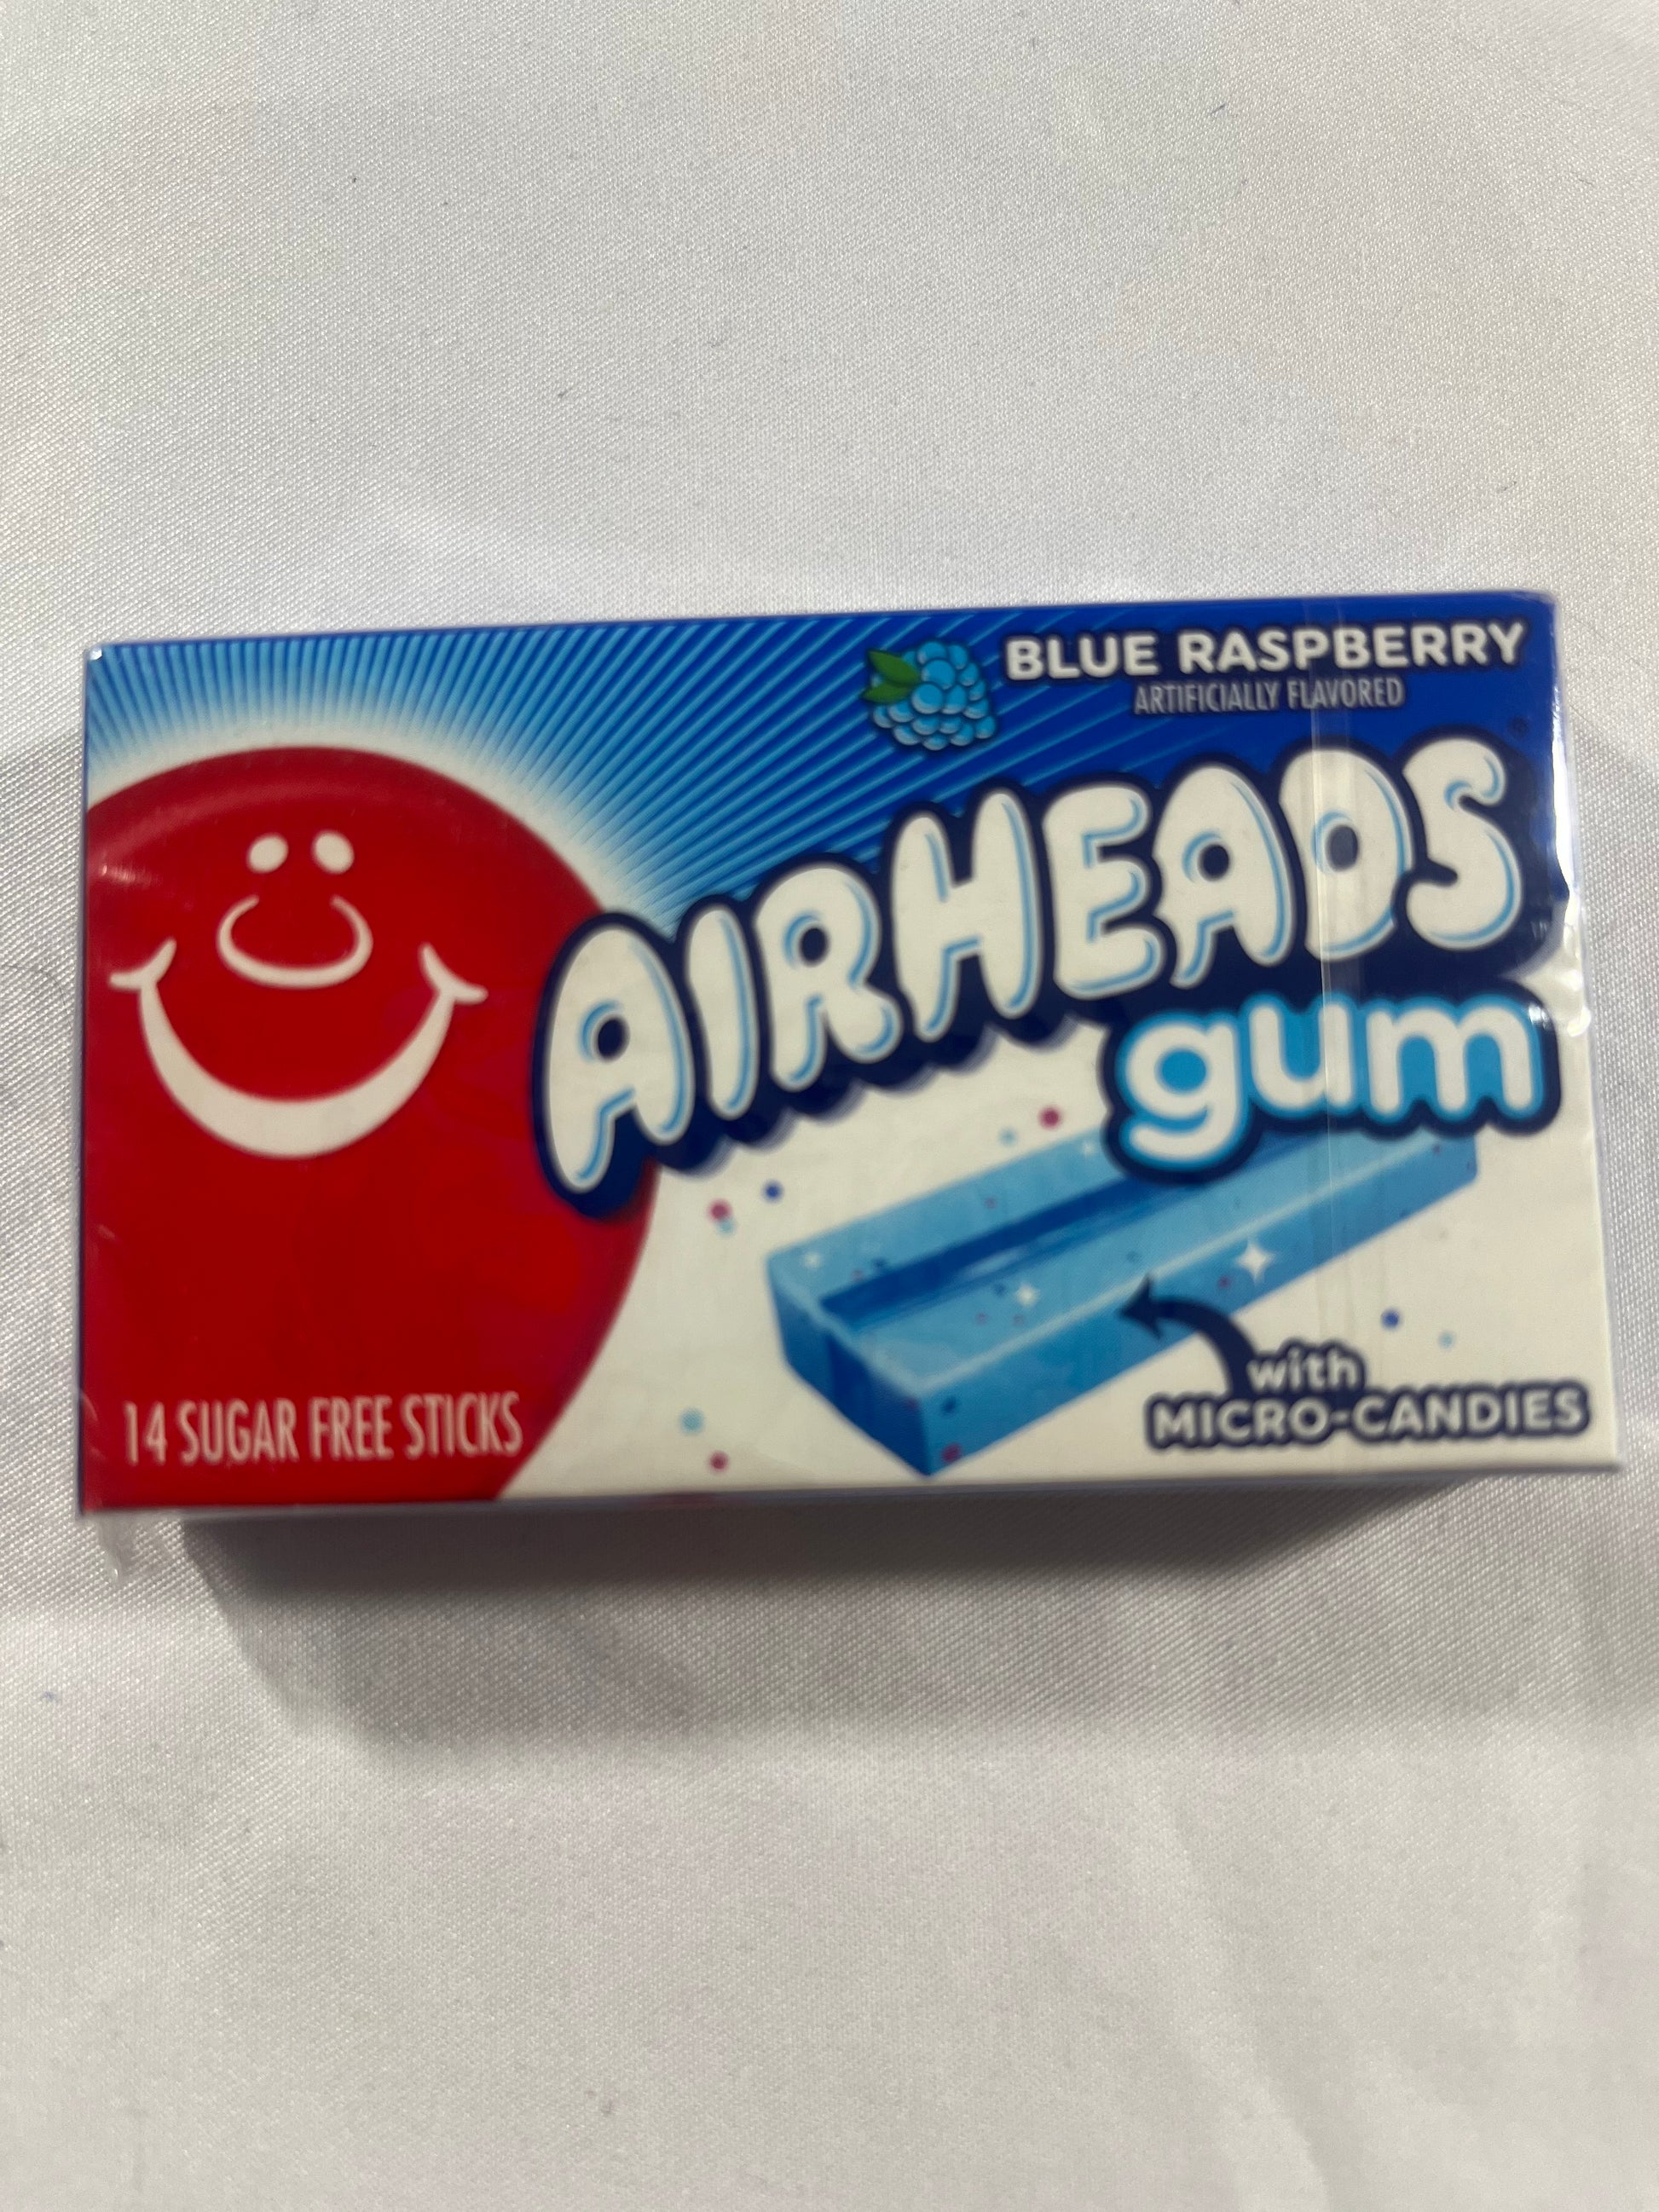 BLUE RASPBERRY
ARTIFICIALLY FLAVORED
AIRHEADS
gum
with
MICRO-CANDIES
14 SUGAR FREE STICKS